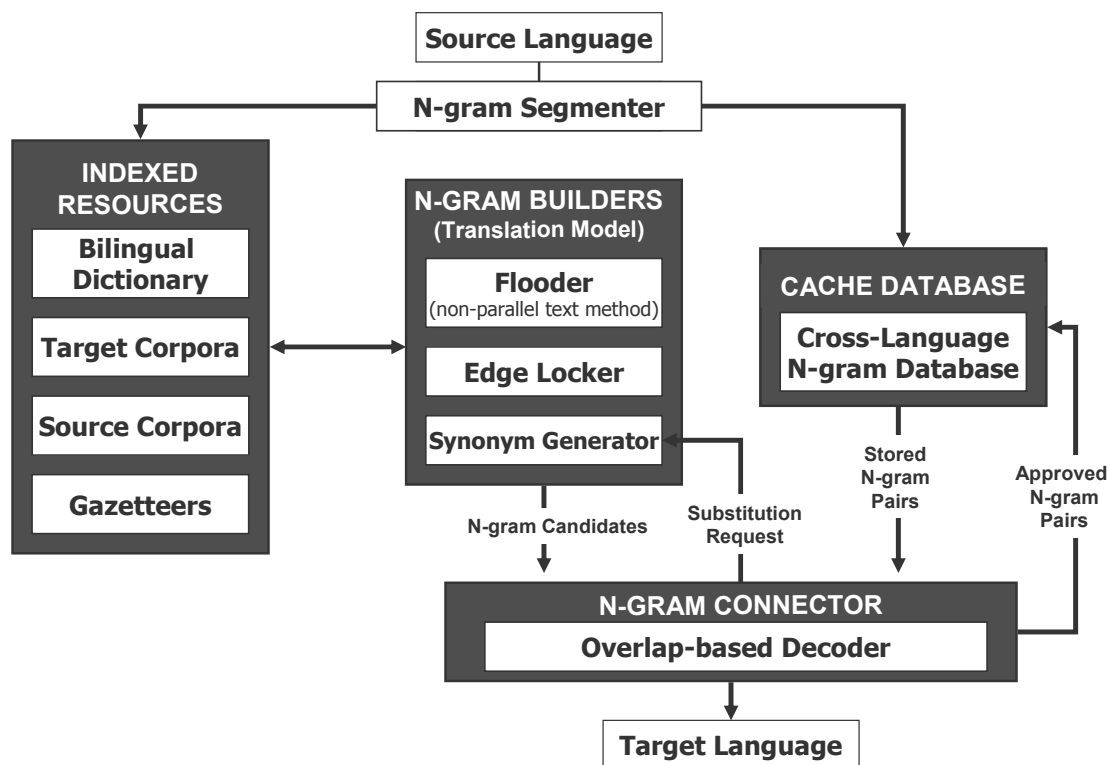 Source Language
N-gram Segmenter
INDEXED
RESOURCES
Bilingual
Dictionary
Target Corpora
Source Corpora
Gazetteers
N-GRAM BUILDERS
(Translation Model)
Flooder
(non-parallel text method)
Edge Locker
Synonym Generator
CACHE DATABASE
Cross-Language
N-gram Database
N-gram Candidates
Substitution
Request
Stored
N-gram
Pairs
Approved
N-gram
Pairs
N-GRAM CONNECTOR
Overlap-based Decoder
Target Language